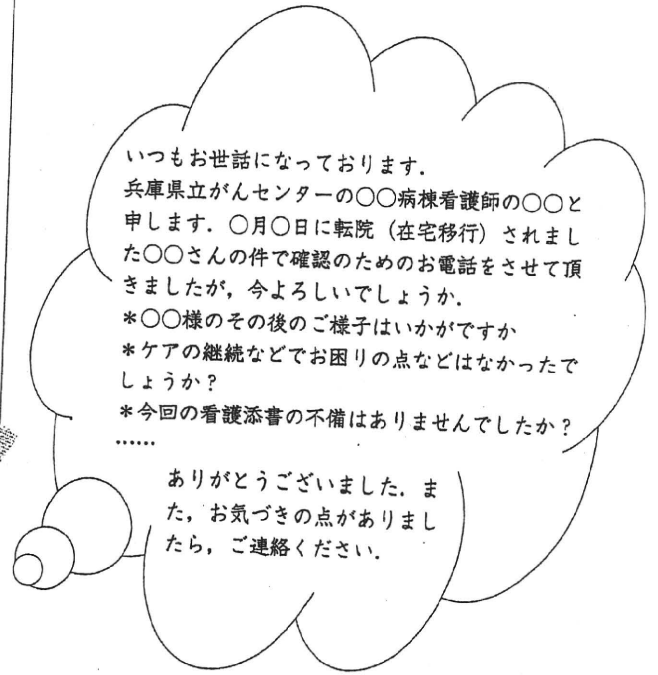 いつもお世話になっております．
兵庫県立がんセンターの○○病棟看護師の○○と
申します．○月○日に転院（在宅移行）されまし
た○○さんの件で確認のためのお電話をさせて頂
きましたが，今よろしいでしょうか．
＊○○様のその後のご様子はいかがですか
＊ケアの継続などでお困りの点などはなかったで
しょうか？
＊今回の看護添書の不備はありませんでしたか？
……
ありがとうございました．ま
た，お気づきの点がありまし
たら，ご連絡ください．